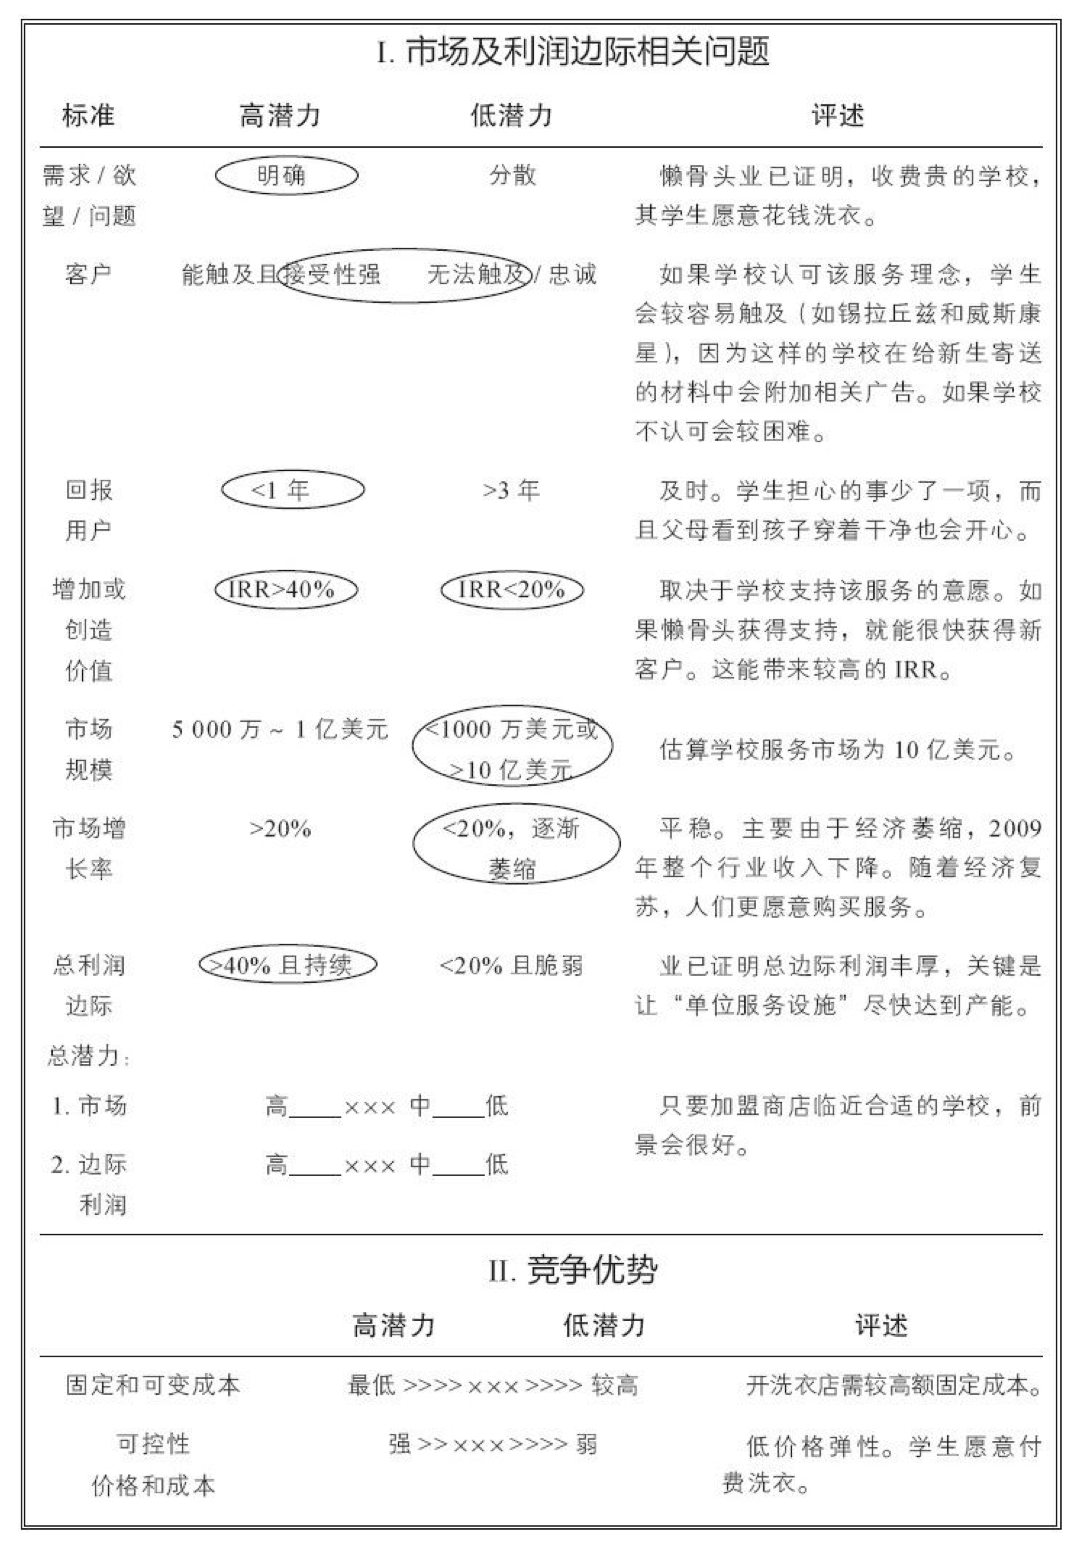 I. 市场及利润边际相关问题
标准 高潜力 低潜力 评述
需求 / 欲 明确 分散 懒骨头业已证明，收费贵的学校，
望 / 问题 其学生愿意花钱洗衣。
客户 能触及且接受性强 无法触及 / 忠诚 如果学校认可该服务理念，学生
会较容易触及（如锡拉丘兹和威斯康
星），因为这样的学校在给新生寄送
的材料中会附加相关广告。如果学校
不认可会较困难。
回报 <1 年 >3 年 及时。学生担心的事少了一项，而
用户 且父母看到孩子穿着干净也会开心。
增加或 IRR>40% IRR<20% 取决于学校支持该服务的意愿。如
创造 果懒骨头获得支持，就能很快获得新
价值 客户。这能带来较高的 IRR。
市场 5 000 万 ~ 1 亿美元 <1000 万美元或
规模 >10 亿美元 估算学校服务市场为 10 亿美元。
市场增 >20% <20%，逐渐 平稳。主要由于经济萎缩，2009
长率 萎缩 年整个行业收入下降。随着经济复
苏，人们更愿意购买服务。
总利润 >40% 且持续 <20% 且脆弱 业已证明总边际利润丰厚，关键是
边际 让“单位服务设施”尽快达到产能。
总潜力：
1. 市场 高____××× 中____低 只要加盟商店临近合适的学校，前
景会很好。
2. 边际 高____××× 中____低
利润
II. 竞争优势
高潜力 低潜力 评述
固定和可变成本 最低 >>>>×××>>>> 较高 开洗衣店需较高额固定成本。
可控性 强 >>×××>>>> 弱 低价格弹性。学生愿意付
价格和成本 费洗衣。